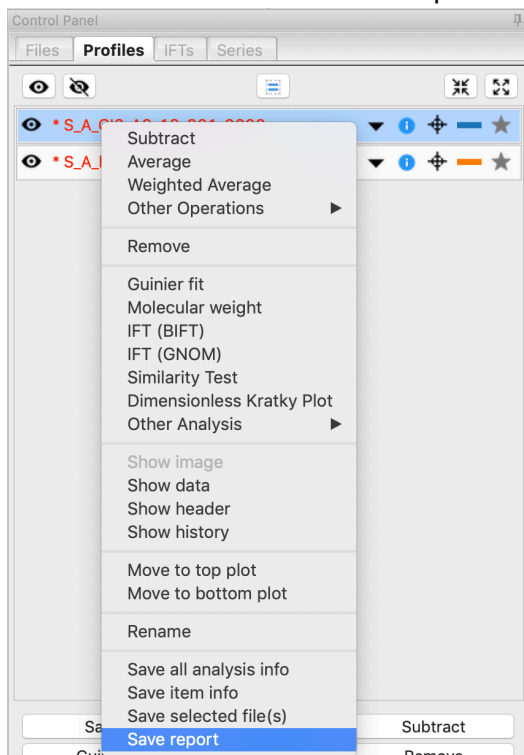 Control Panel
Files Profiles IFTs Series
* S_A_
Subtract
Average
Weighted Average
Other Operations
Remove
Guinier fit
Molecular weight
IFT (BIFT)
IFT (GNOM)
Similarity Test
Dimensionless Kratky Plot
Other Analysis
Show image
Show data
Show header
Show history
Move to top plot
Move to bottom plot
Rename
Save all analysis info
Save item info
Save selected file(s)
Save report
* S_A_
Sa Subtract